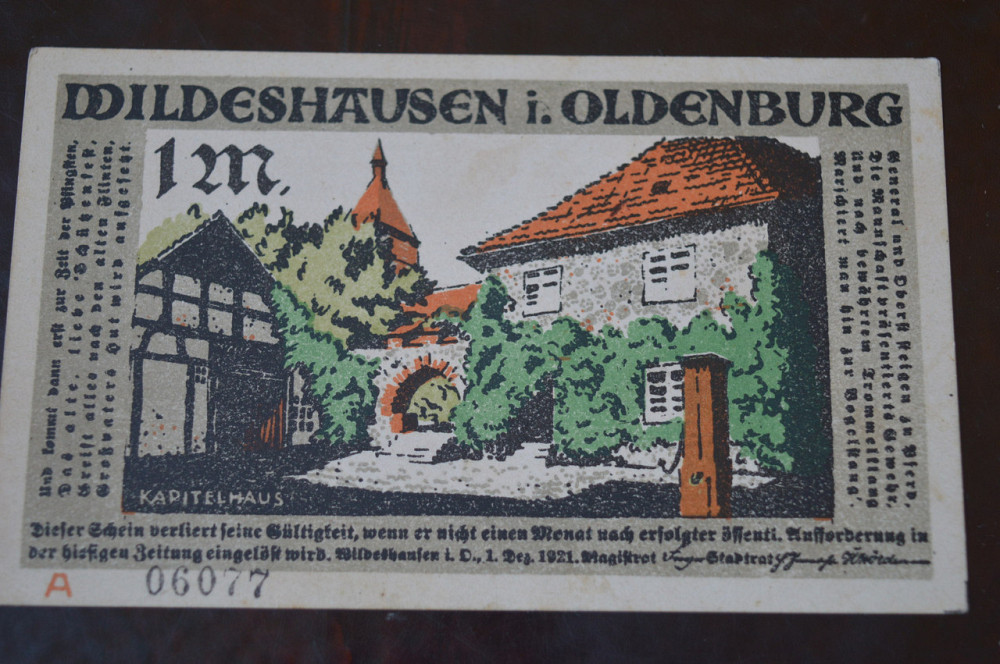 WILDESHAUSEN i. OLDENBURG
1 M.
Und kommt dann erst zur Zeit der Pfingsten,
Das alte, liebe Schützenfest,
Greift alles nach den alten Flinten,
Großvaters Hut wird aufgesetzt.
General und Oberst steigen zu Pferd,
Die Mannschaft präsentiert's Gewehr,
Und nach bewährtem Trommelklang
Marschiert man hin zur Vogelstang'.
KAPITELHAUS
Dieser Schein verliert seine Gültigkeit, wenn er nicht einen Monat nach erfolgter öffentl. Aufforderung in
der hiesigen Zeitung eingelöst wird. Wildeshausen i. O., 1. Dez. 1921. Magistrat Stadtrat
A 06077